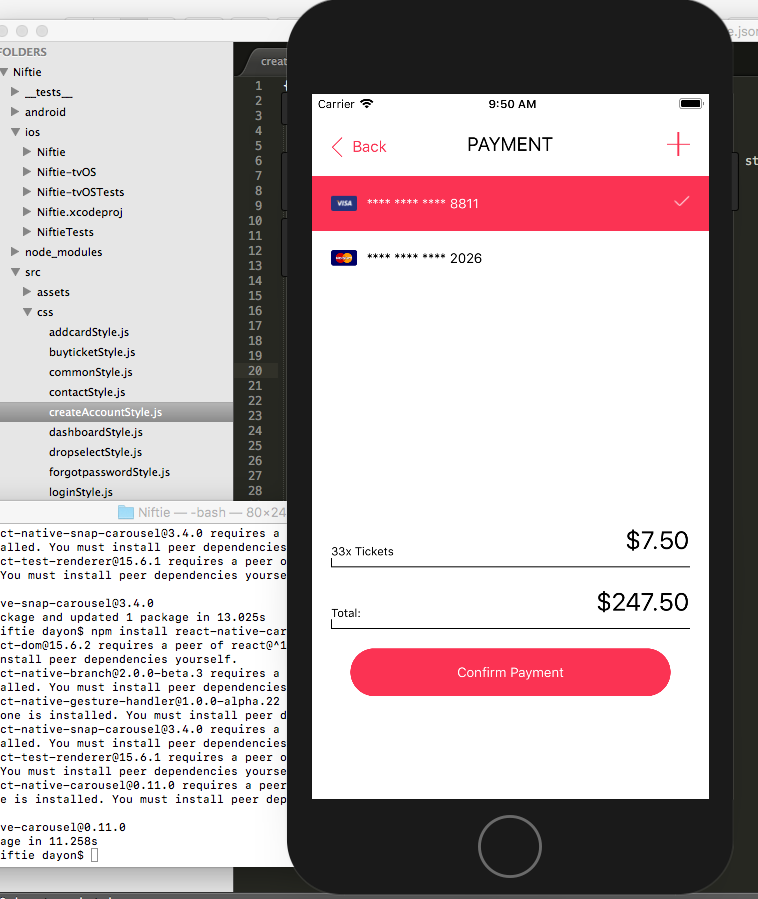 FOLDERS
Niftie
__tests__
android
ios
Niftie
Niftie-tvOS
Niftie-tvOSTests
Niftie.xcodeproj
NiftieTests
node_modules
src
assets
css
addcardStyle.js
buyticketStyle.js
commonStyle.js
contactStyle.js
createAccountStyle.js
dashboardStyle.js
dropselectStyle.js
forgotpasswordStyle.js
loginStyle.js
creat
e.json
1
2
3
4
5
6
7
8
9
10
11
12
13
14
15
16
17
18
19
20
21
22
23
24
25
26
27
28
st
Niftie — -bash — 80×24
ct-native-snap-carousel@3.4.0 requires a
alled. You must install peer dependencies
ct-test-renderer@15.6.1 requires a peer o
You must install peer dependencies yourse
ve-snap-carousel@3.4.0
ckage and updated 1 package in 13.025s
iftie dayon$ npm install react-native-car
ct-dom@15.6.2 requires a peer of react@^1
nstall peer dependencies yourself.
ct-native-branch@2.0.0-beta.3 requires a
alled. You must install peer dependencies
ct-native-gesture-handler@1.0.0-alpha.22
one is installed. You must install peer d
ct-native-snap-carousel@3.4.0 requires a
alled. You must install peer dependencies
ct-test-renderer@15.6.1 requires a peer o
You must install peer dependencies yourse
ct-native-carousel@0.11.0 requires a peer
e is installed. You must install peer dep
ve-carousel@0.11.0
age in 11.258s
iftie dayon$
Carrier 9:50 AM
Back PAYMENT
VISA **** **** **** 8811
**** **** **** 2026
33x Tickets $7.50
Total: $247.50
Confirm Payment